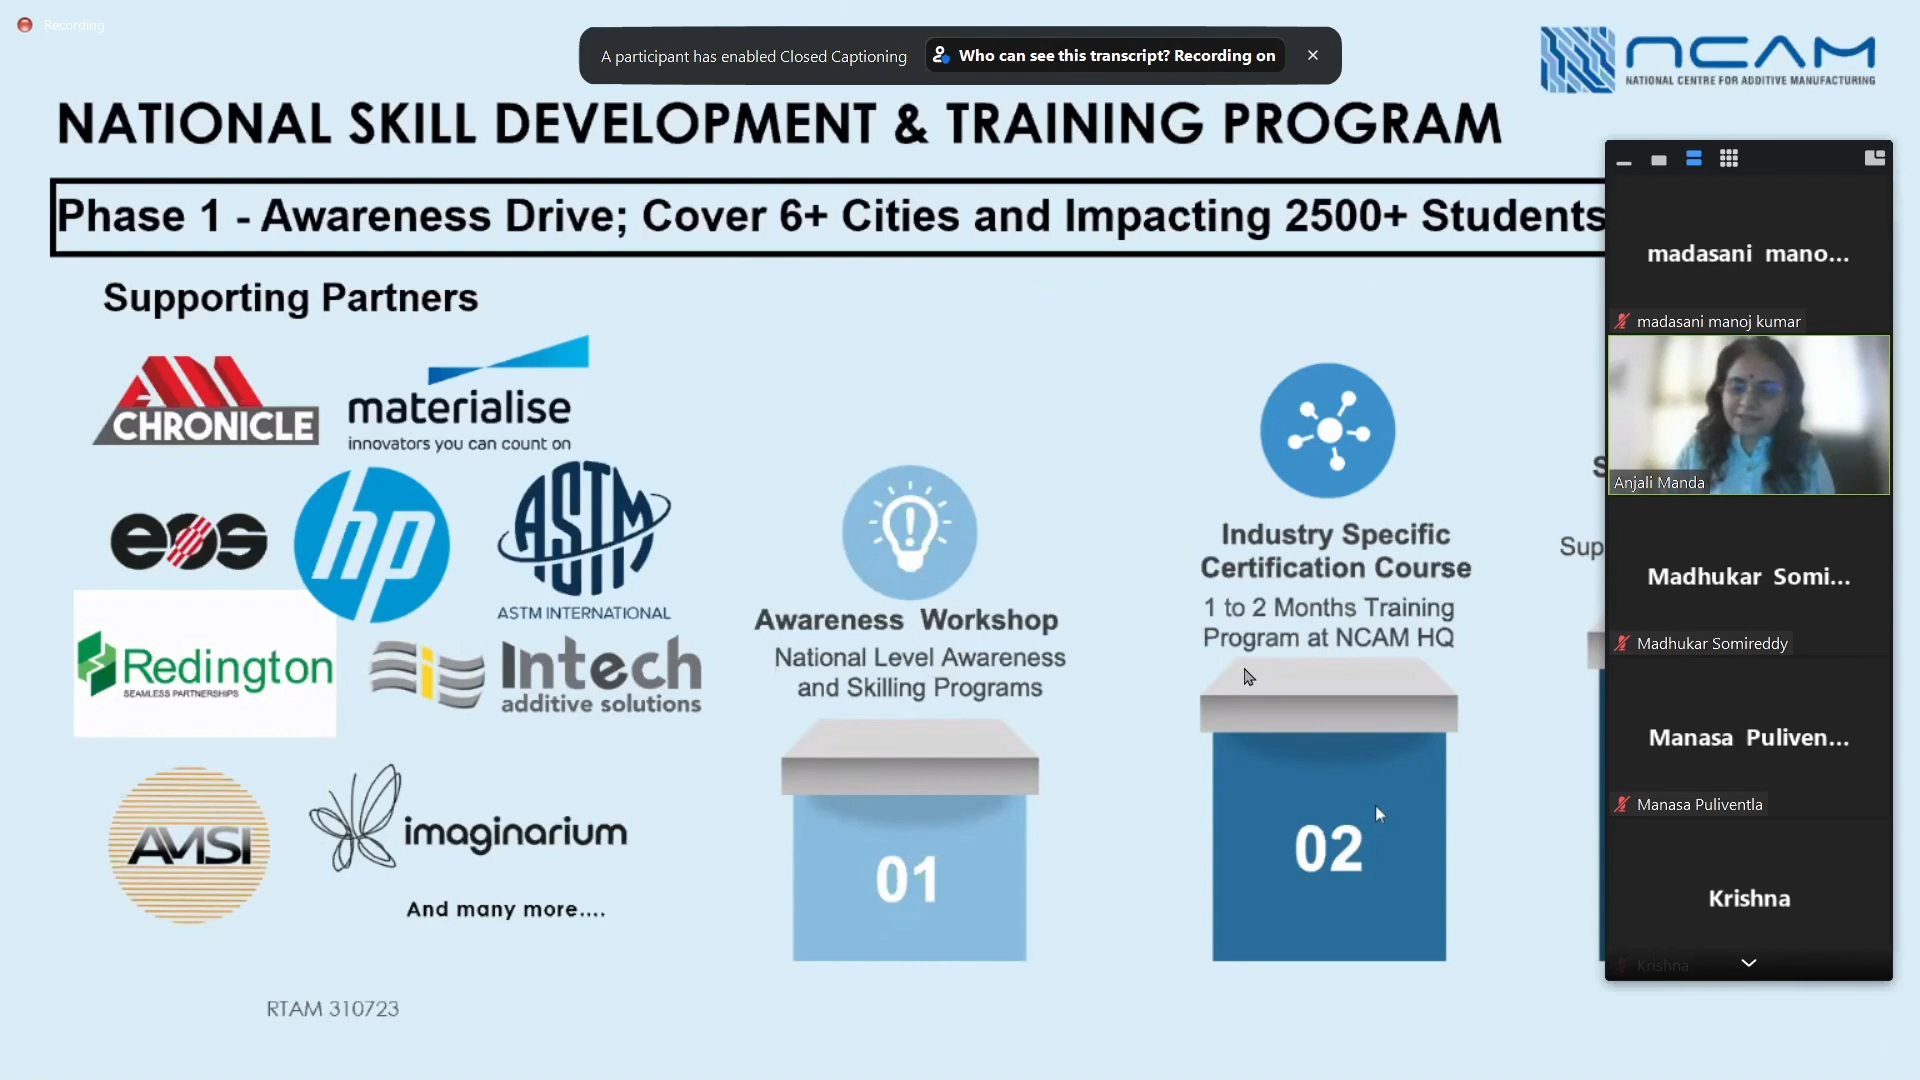 Recording
A participant has enabled Closed Captioning
Who can see this transcript? Recording on
NCAM
NATIONAL CENTRE FOR ADDITIVE MANUFACTURING
NATIONAL SKILL DEVELOPMENT & TRAINING PROGRAM
Phase 1 - Awareness Drive; Cover 6+ Cities and Impacting 2500+ Students
Supporting Partners
AM
CHRONICLE
materialise
innovators you can count on
eos
hp
ASTM
ASTM INTERNATIONAL
Redington
SEAMLESS PARTNERSHIPS
Intech
additive solutions
AMSI
imaginarium
And many more....
Awareness Workshop
National Level Awareness
and Skilling Programs
01
Industry Specific
Certification Course
1 to 2 Months Training
Program at NCAM HQ
02
S
Sup
RTAM 310723
madasani mano...
madasani manoj kumar
Anjali Manda
Madhukar Somi...
Madhukar Somireddy
Manasa Puliven...
Manasa Puliventla
Krishna
Krishna